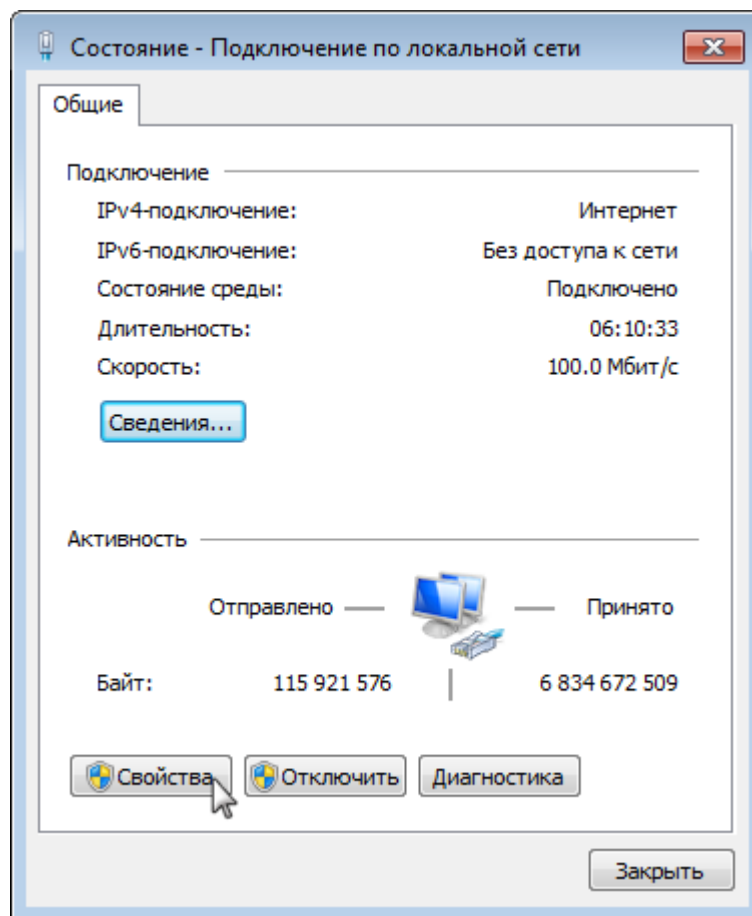 Состояние - Подключение по локальной сети
Общие
Подключение
IPv4-подключение: Интернет
IPv6-подключение: Без доступа к сети
Состояние среды: Подключено
Длительность: 06:10:33
Скорость: 100.0 Мбит/с
Сведения...
Активность
Отправлено — — Принято
Байт: 115 921 576 | 6 834 672 509
Свойства Отключить Диагностика
Закрыть